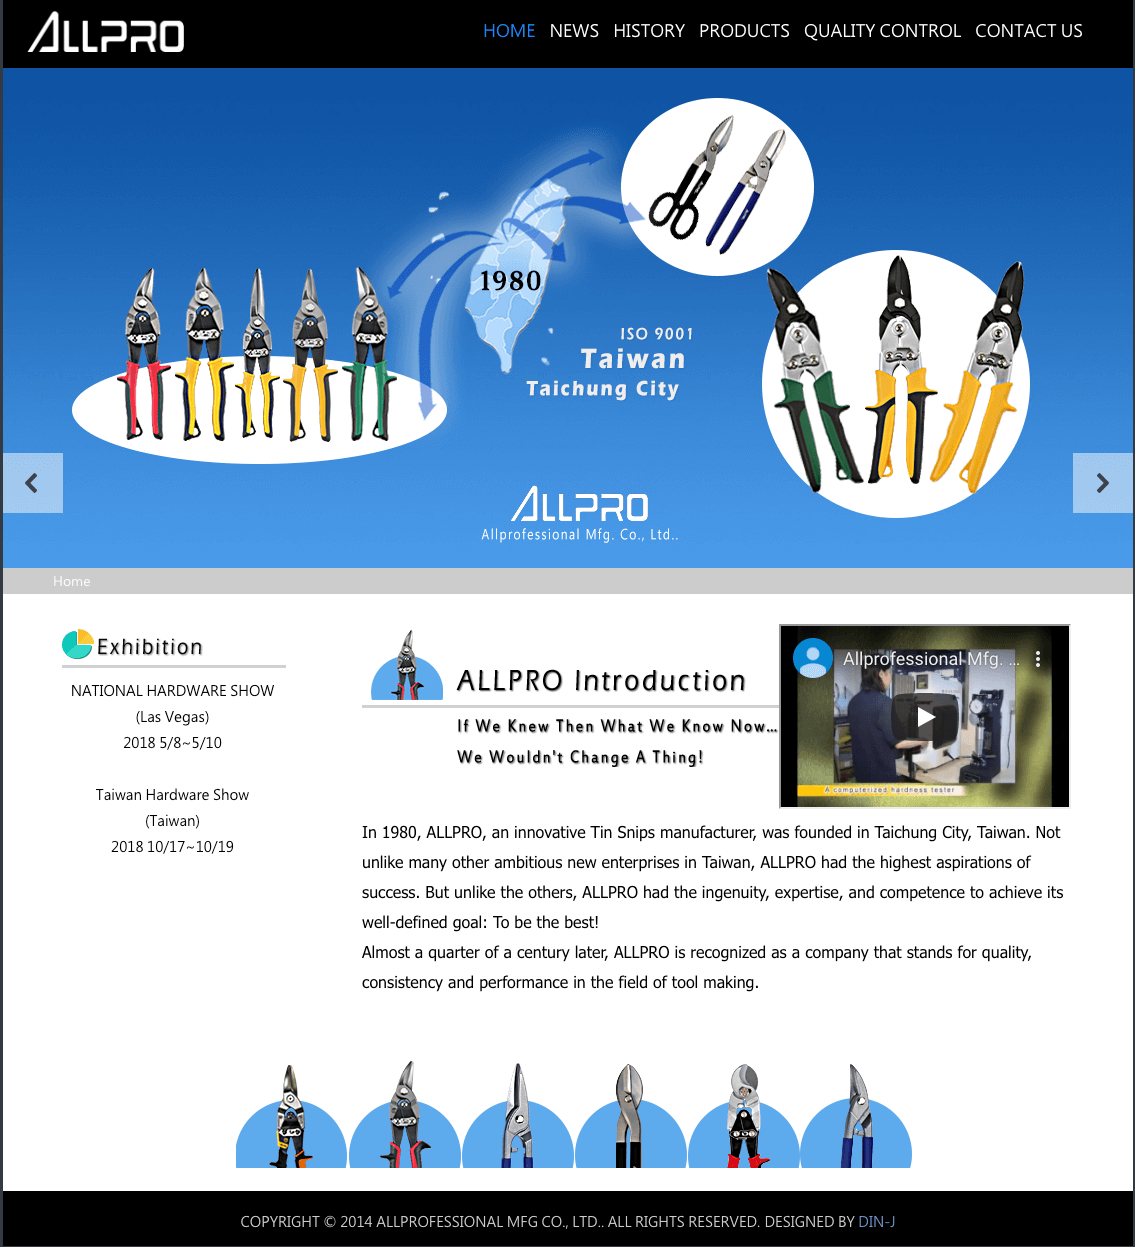 ALLPRO
HOME NEWS HISTORY PRODUCTS QUALITY CONTROL CONTACT US
1980
ISO 9001
Taiwan
Taichung City
ALLPRO
Allprofessional Mfg. Co., Ltd..
Home
Exhibition
NATIONAL HARDWARE SHOW
(Las Vegas)
2018 5/8~5/10
Taiwan Hardware Show
(Taiwan)
2018 10/17~10/19
ALLPRO Introduction
If We Knew Then What We Know Now...
We Wouldn't Change A Thing!
Allprofessional Mfg. ...
A computerized hardness tester
In 1980, ALLPRO, an innovative Tin Snips manufacturer, was founded in Taichung City, Taiwan. Not
unlike many other ambitious new enterprises in Taiwan, ALLPRO had the highest aspirations of
success. But unlike the others, ALLPRO had the ingenuity, expertise, and competence to achieve its
well-defined goal: To be the best!
Almost a quarter of a century later, ALLPRO is recognized as a company that stands for quality,
consistency and performance in the field of tool making.
COPYRIGHT © 2014 ALLPROFESSIONAL MFG CO., LTD.. ALL RIGHTS RESERVED. DESIGNED BY DIN-J